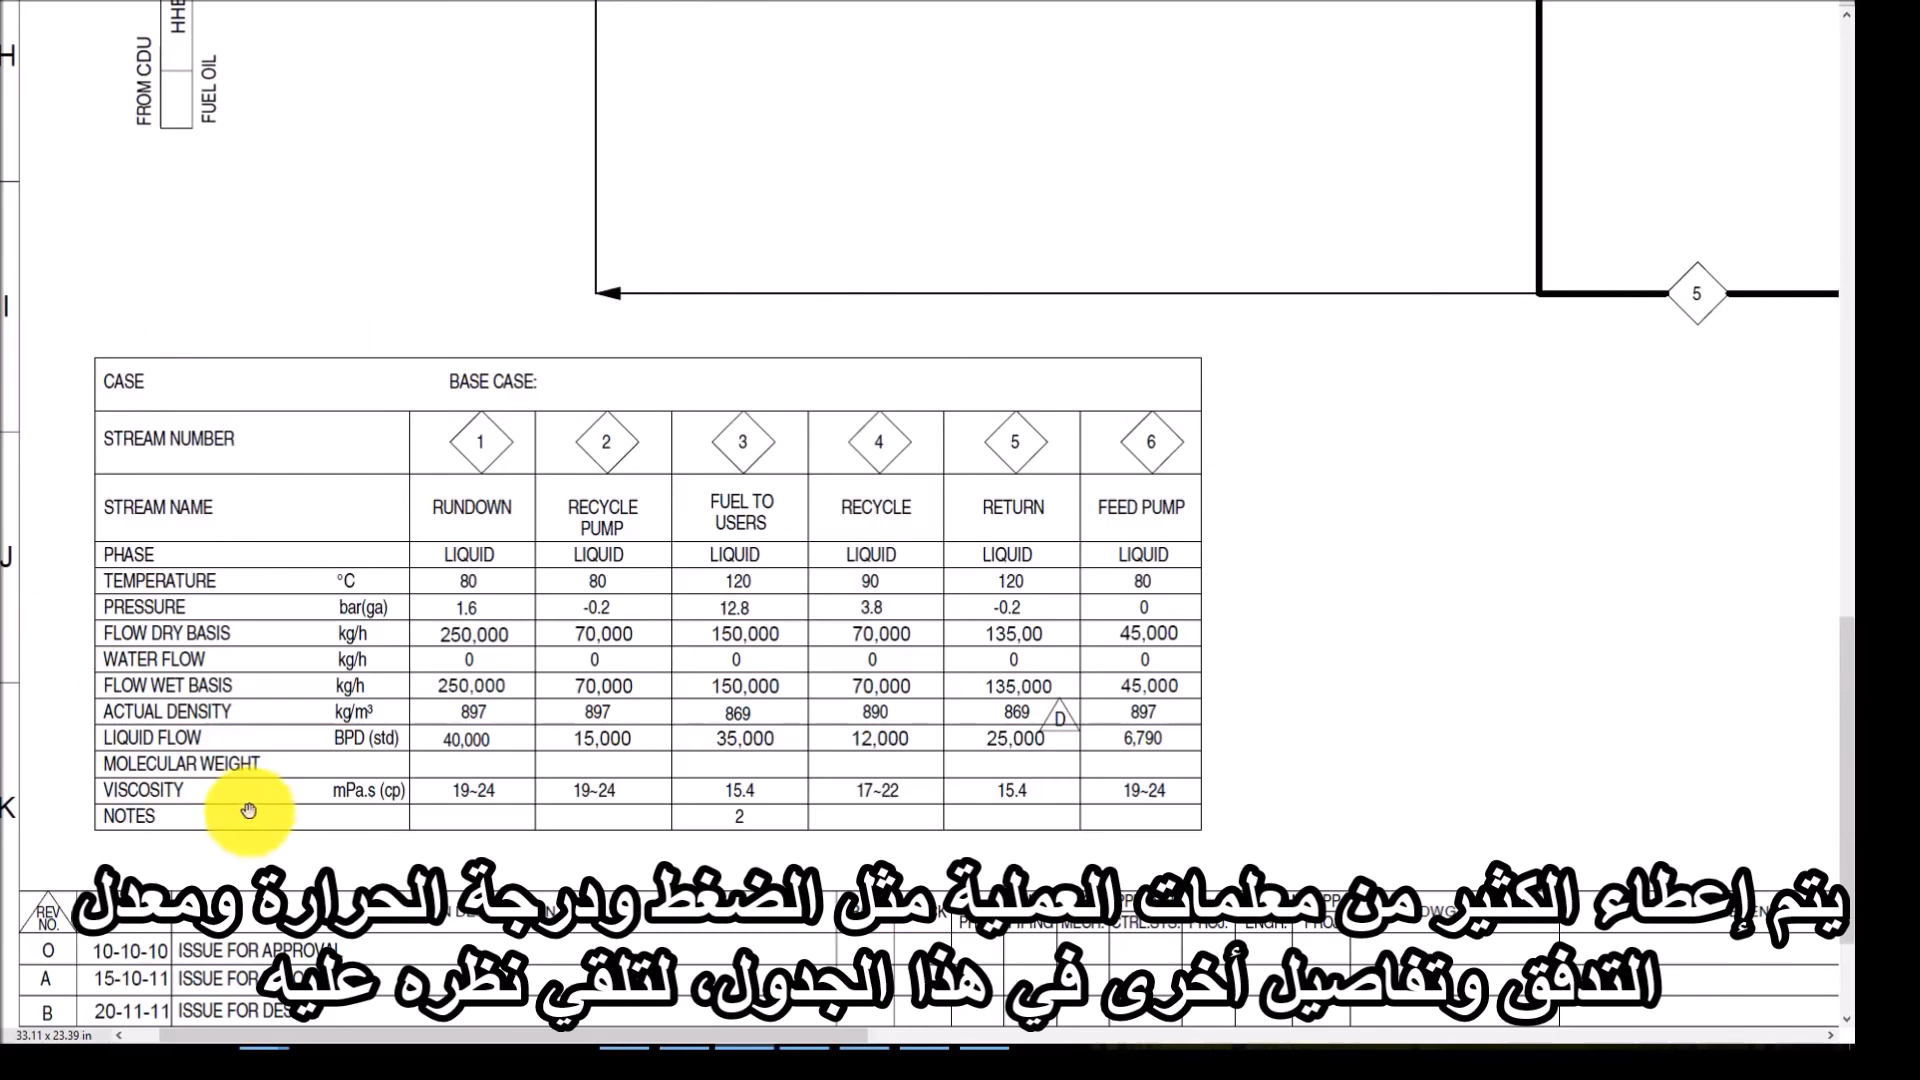 H
FROM CDU
HHB
FUEL OIL
I
5
CASE BASE CASE:
STREAM NUMBER 1 2 3 4 5 6
STREAM NAME RUNDOWN RECYCLE PUMP FUEL TO USERS RECYCLE RETURN FEED PUMP
J
PHASE LIQUID LIQUID LIQUID LIQUID LIQUID LIQUID
TEMPERATURE °C 80 80 120 90 120 80
PRESSURE bar(ga) 1.6 -0.2 12.8 3.8 -0.2 0
FLOW DRY BASIS kg/h 250,000 70,000 150,000 70,000 135,00 45,000
WATER FLOW kg/h 0 0 0 0 0 0
FLOW WET BASIS kg/h 250,000 70,000 150,000 70,000 135,000 45,000
ACTUAL DENSITY kg/m³ 897 897 869 890 869 D 897
LIQUID FLOW BPD (std) 40,000 15,000 35,000 12,000 25,000 6,790
MOLECULAR WEIGHT
VISCOSITY mPa.s (cp) 19~24 19~24 15.4 17~22 15.4 19~24
K
NOTES 2
يتم إعطاء الكثير من معلمات العملية مثل الضغط ودرجة الحرارة ومعدل
التدفق وتفاصيل أخرى في هذا الجدول، لتلقي نظره عليه
REV NO.
O 10-10-10 ISSUE FOR APPROVAL
A 15-10-11 ISSUE FOR
B 20-11-11 ISSUE FOR
33.11 x 23.39 in